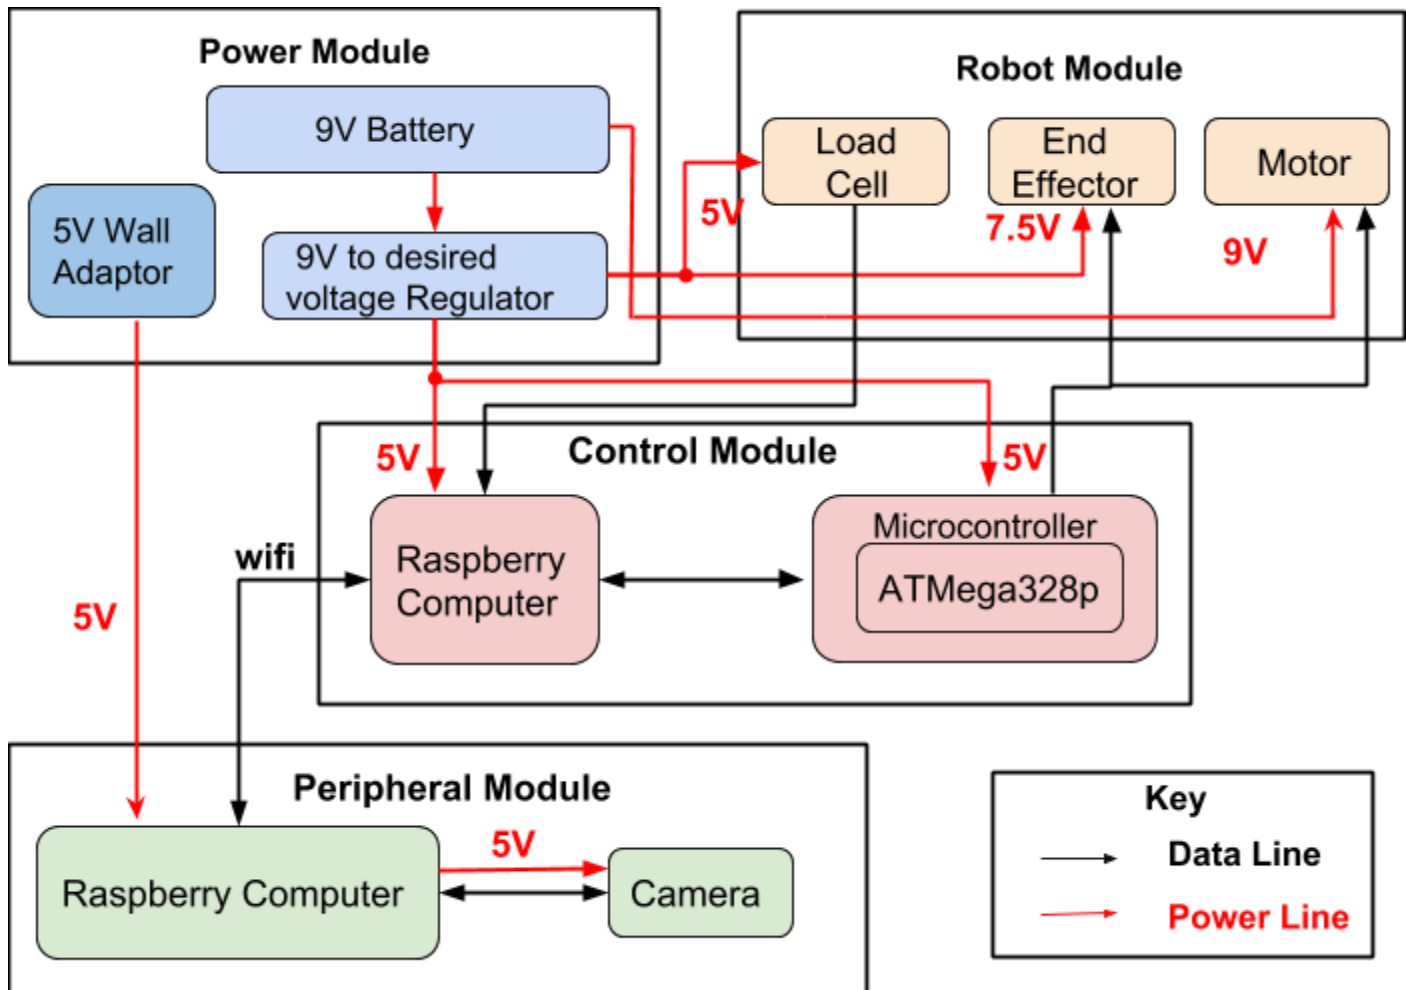 Power Module
9V Battery
5V Wall
Adaptor
9V to desired
voltage Regulator
Robot Module
Load
Cell
End
Effector
Motor
5V
7.5V
9V
Control Module
5V
5V
Raspberry
Computer
Microcontroller
ATMega328p
wifi
5V
Peripheral Module
Raspberry Computer
5V
Camera
Key
Data Line
Power Line